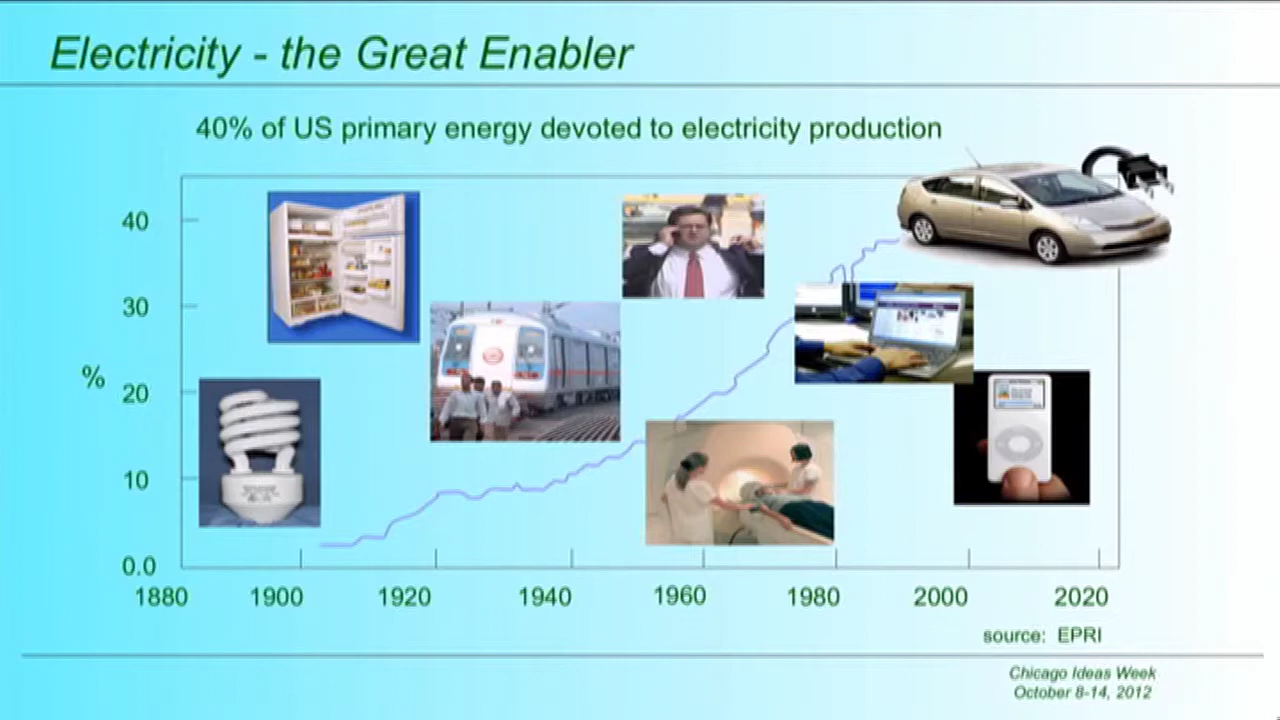 Electricity - the Great Enabler
40% of US primary energy devoted to electricity production
40
30
%
20
10
0.0
1880 1900 1920 1940 1960 1980 2000 2020
source: EPRI
Chicago Ideas Week
October 8-14, 2012